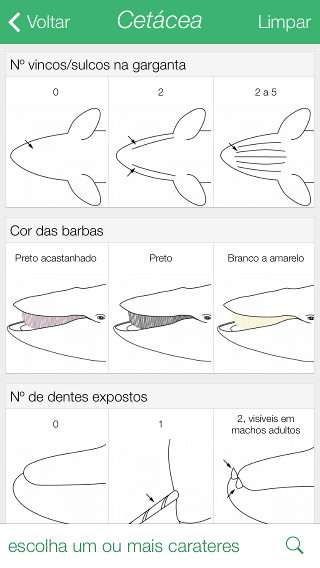 Voltar
Cetácea
Limpar
Nº vincos/sulcos na garganta
0
2
2 a 5
Cor das barbas
Preto acastanhado
Preto
Branco a amarelo
Nº de dentes expostos
0
1
2, visíveis em
machos adultos
escolha um ou mais carateres